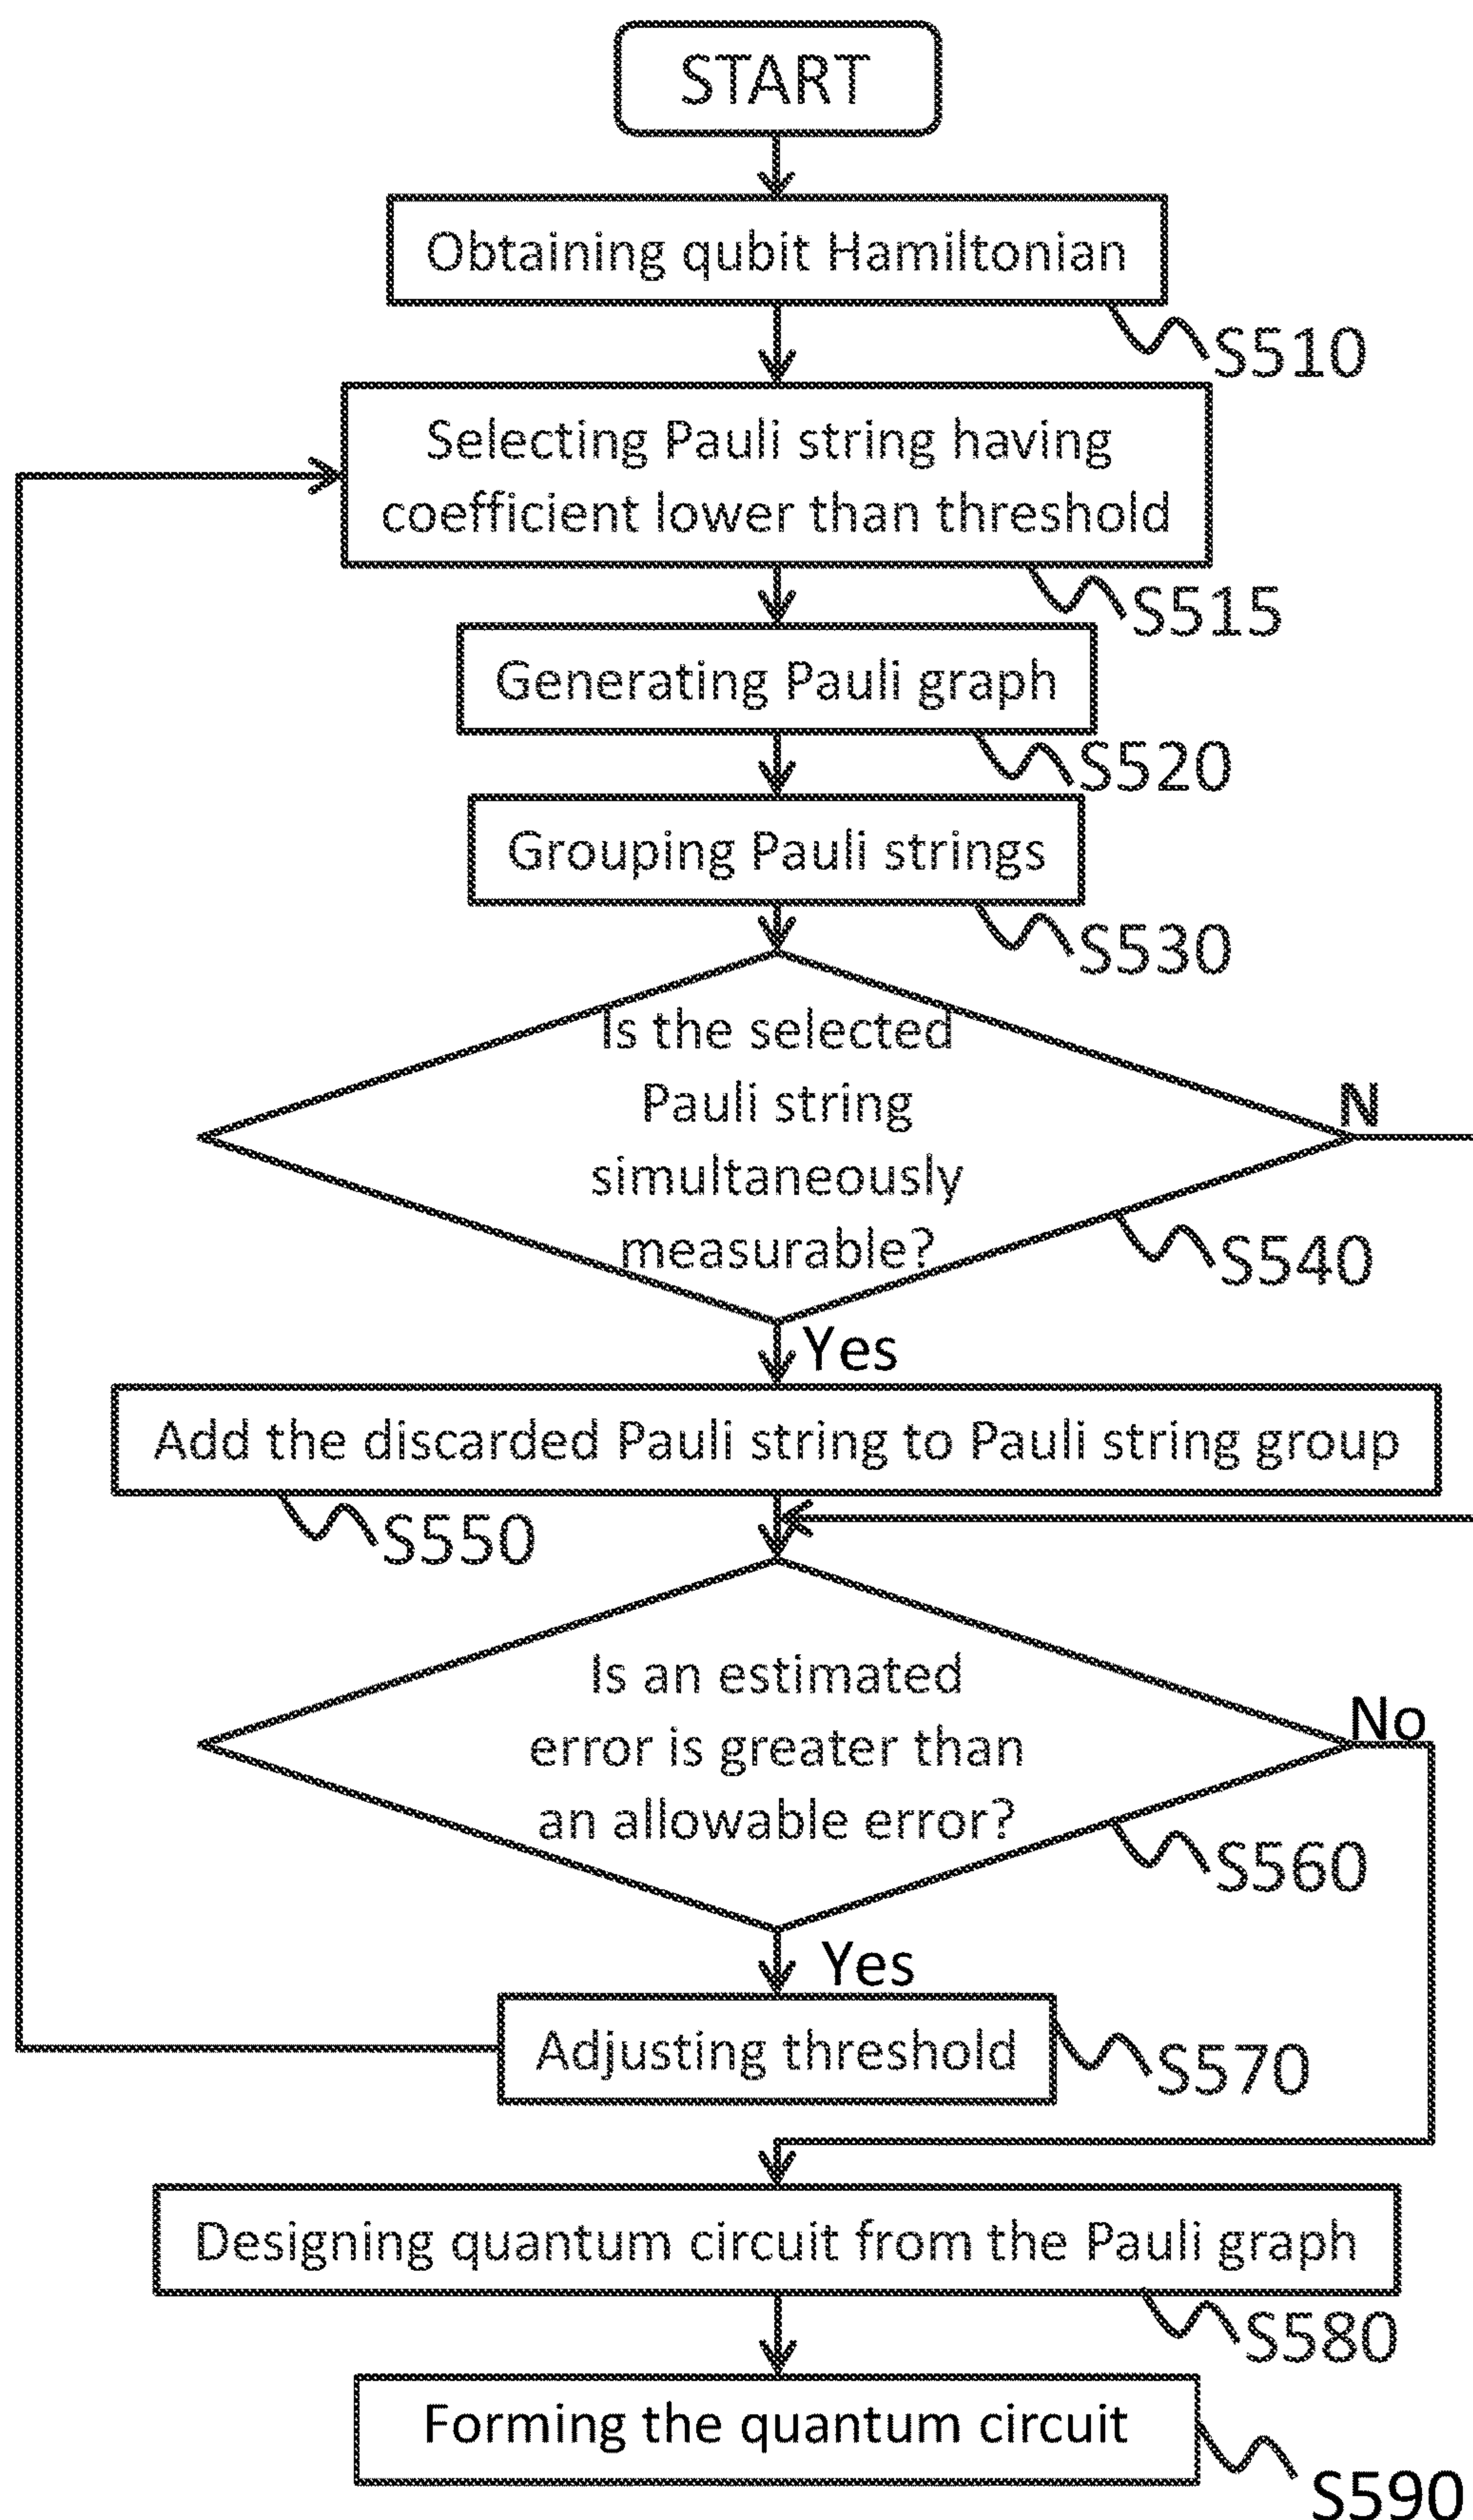 START
Obtaining qubit Hamiltonian
S510
Selecting Pauli string having
coefficient lower than threshold
S515
Generating Pauli graph
S520
Grouping Pauli strings
S530
Is the selected
Pauli string
simultaneously
measurable?
N
S540
Yes
Add the discarded Pauli string to Pauli string group
S550
Is an estimated
error is greater than
an allowable error?
No
S560
Yes
Adjusting threshold
S570
Designing quantum circuit from the Pauli graph
S580
Forming the quantum circuit
S590